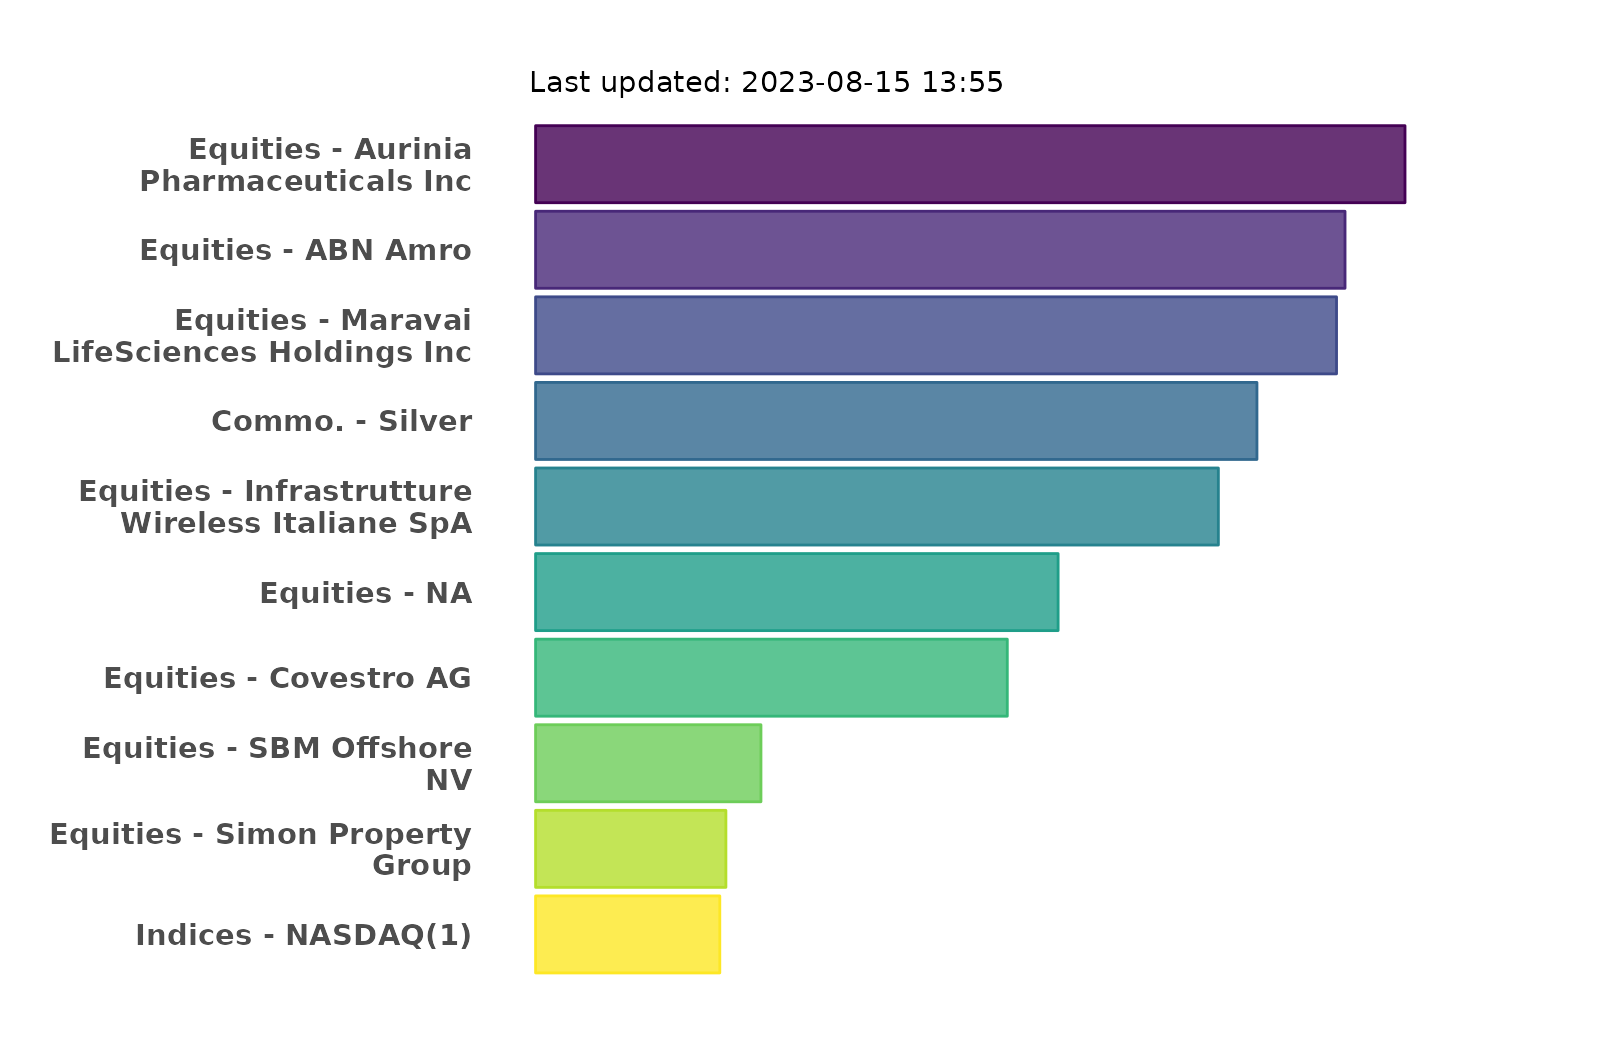 Last updated: 2023-08-15 13:55
Equities - Aurinia
Pharmaceuticals Inc
Equities - ABN Amro
Equities - Maravai
LifeSciences Holdings Inc
Commo. - Silver
Equities - Infrastrutture
Wireless Italiane SpA
Equities - NA
Equities - Covestro AG
Equities - SBM Offshore
NV
Equities - Simon Property
Group
Indices - NASDAQ(1)